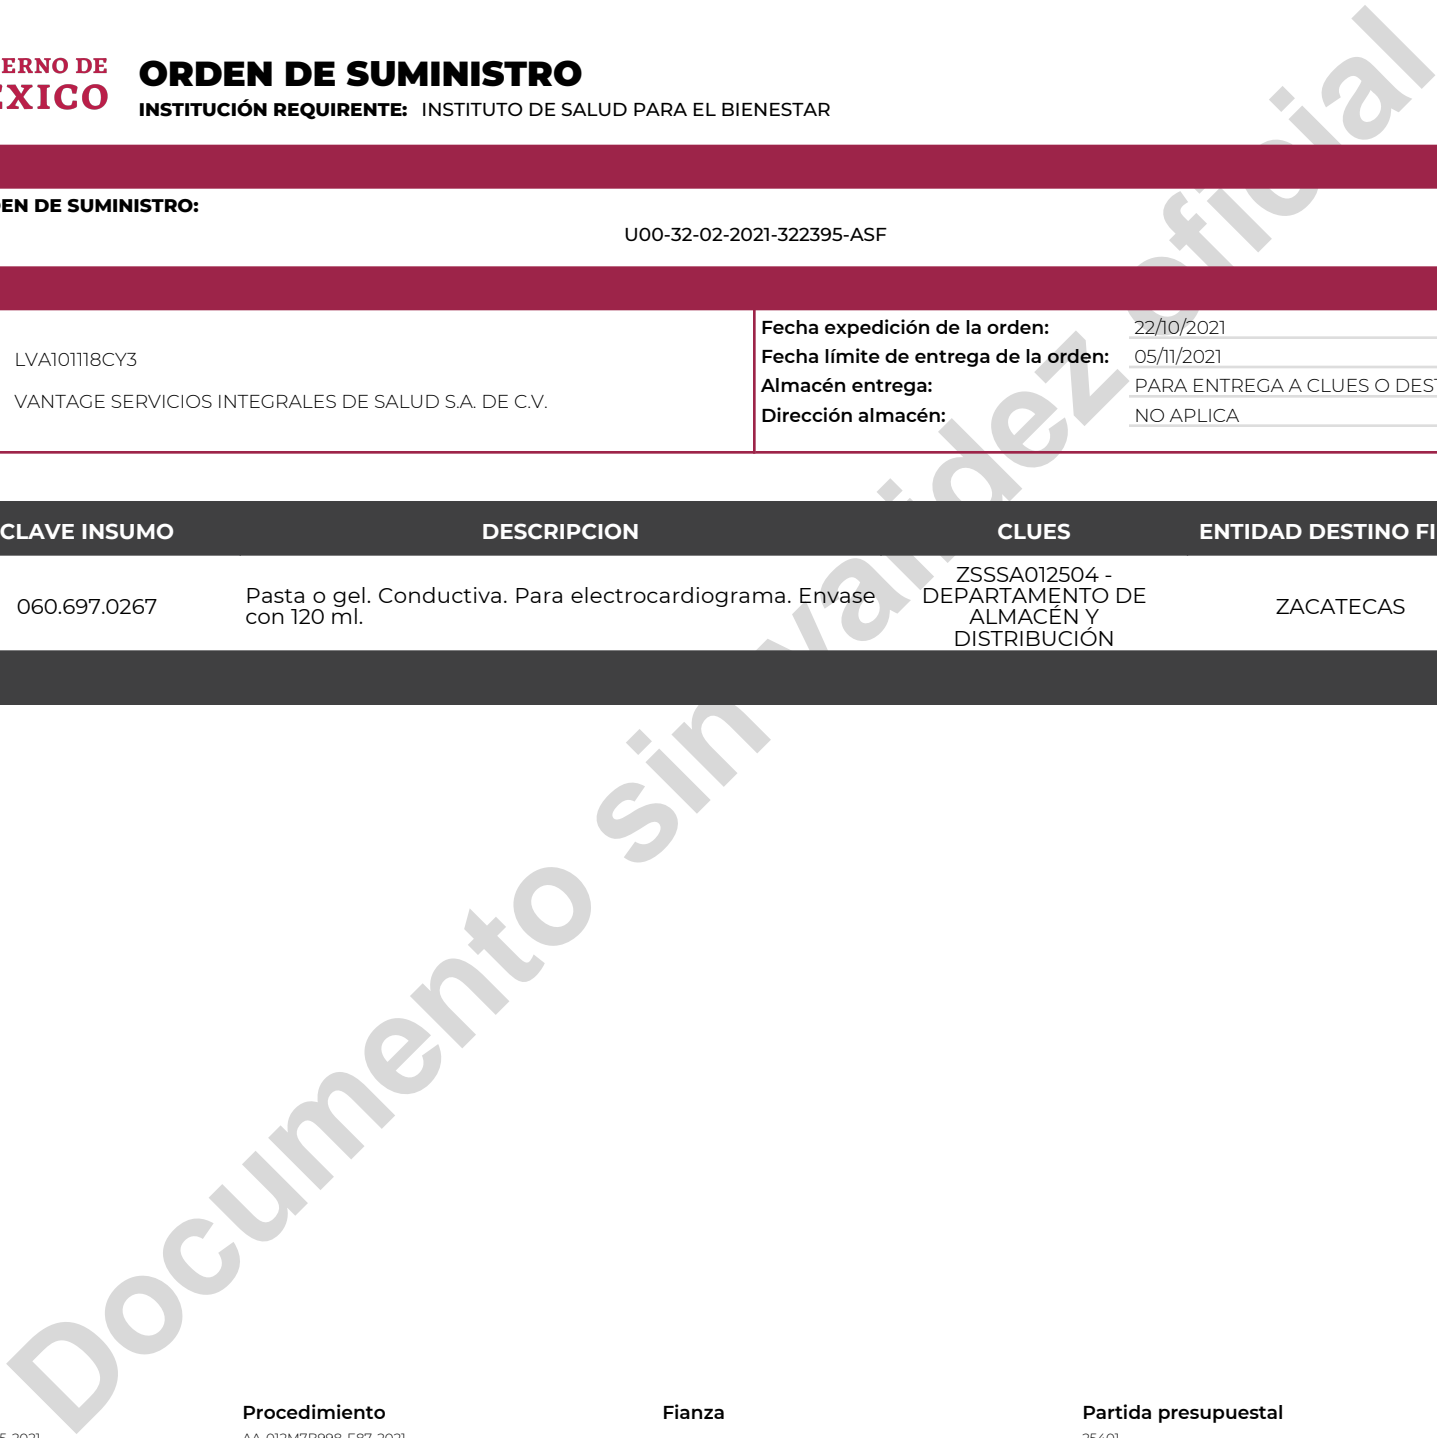 ERNO DE
ÉXICO
ORDEN DE SUMINISTRO
INSTITUCIÓN REQUIRENTE: INSTITUTO DE SALUD PARA EL BIENESTAR
EN DE SUMINISTRO:
U00-32-02-2021-322395-ASF
LVA101118CY3
VANTAGE SERVICIOS INTEGRALES DE SALUD S.A. DE C.V.
Fecha expedición de la orden: 22/10/2021
Fecha límite de entrega de la orden: 05/11/2021
Almacén entrega: PARA ENTREGA A CLUES O DEST
Dirección almacén: NO APLICA
CLAVE INSUMO DESCRIPCION CLUES ENTIDAD DESTINO FI
060.697.0267
Pasta o gel. Conductiva. Para electrocardiograma. Envase
con 120 ml.
ZSSSA012504 -
DEPARTAMENTO DE
ALMACÉN Y
DISTRIBUCIÓN
ZACATECAS
Documento sin validez oficial
Procedimiento Fianza Partida presupuestal